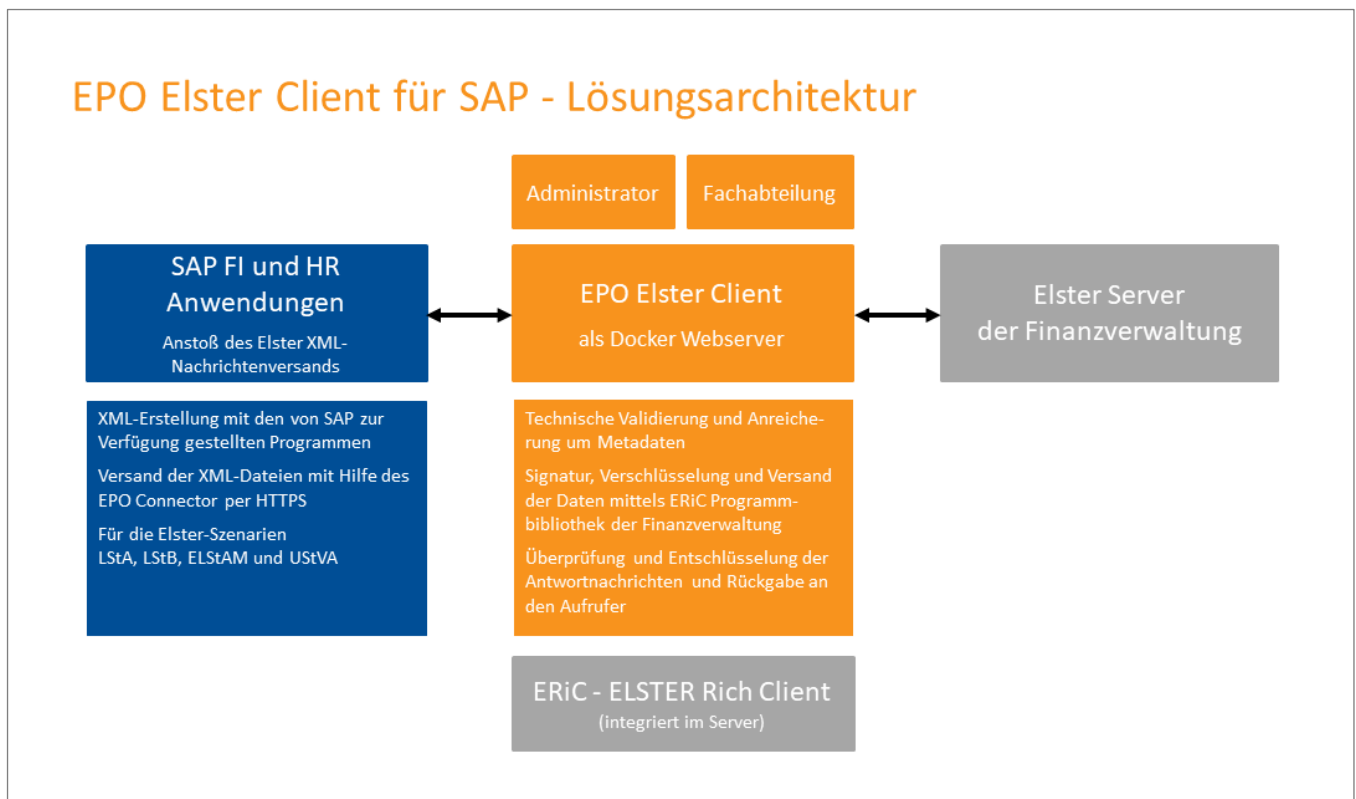 EPO Elster Client für SAP - Lösungsarchitektur
Administrator
Fachabteilung
SAP FI und HR
Anwendungen
Anstoß des Elster XML-
Nachrichtenversands
EPO Elster Client
als Docker Webserver
Elster Server
der Finanzverwaltung
XML-Erstellung mit den von SAP zur
Verfügung gestellten Programmen
Versand der XML-Dateien mit Hilfe des
EPO Connector per HTTPS
Für die Elster-Szenarien
LStA, LStB, ELStAM und UStVA
Technische Validierung und Anreiche-
rung um Metadaten
Signatur, Verschlüsselung und Versand
der Daten mittels ERiC Programm-
bibliothek der Finanzverwaltung
Überprüfung und Entschlüsselung der
Antwortnachrichten und Rückgabe an
den Aufrufer
ERiC - ELSTER Rich Client
(integriert im Server)